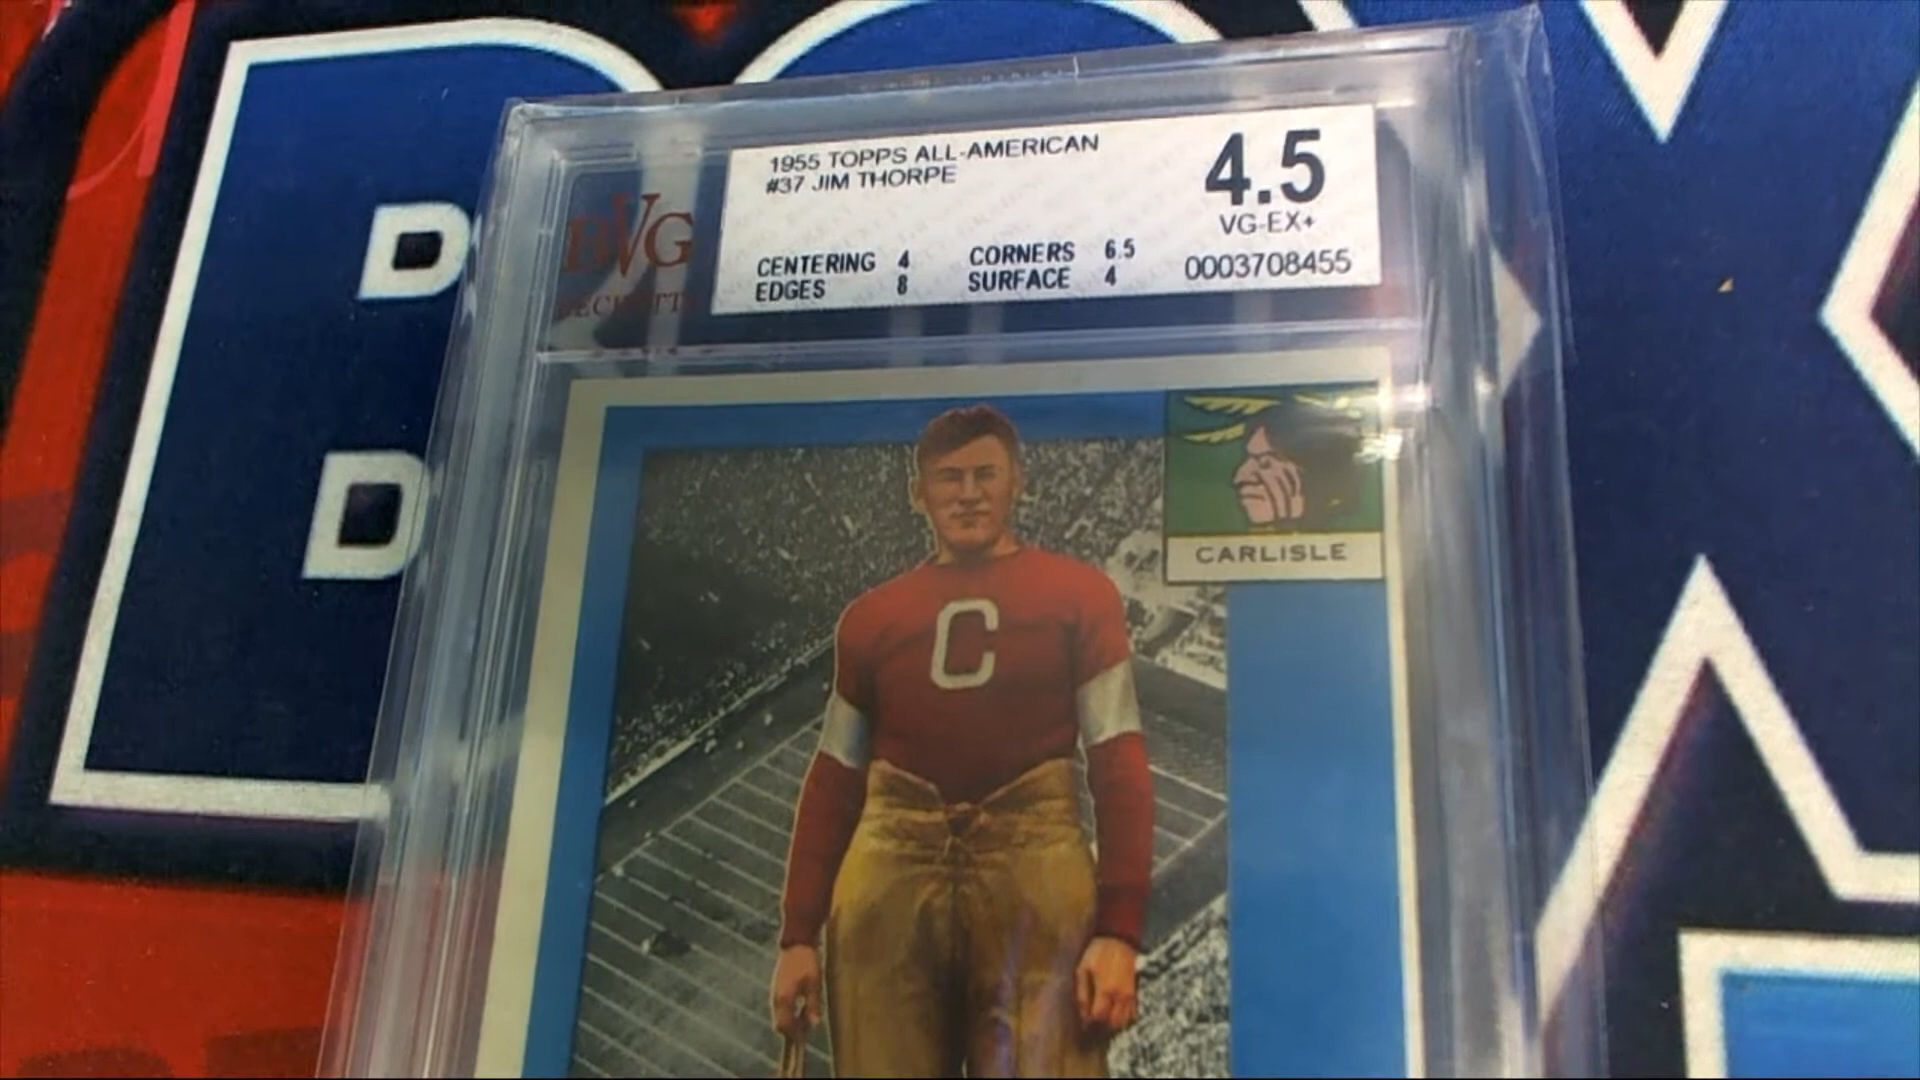 1955 TOPPS ALL-AMERICAN
#37 JIM THORPE
4.5
VG-EX+
CENTERING 4 CORNERS 6.5
EDGES 8 SURFACE 4
0003708455
BVG
BECKETT
CARLISLE
C